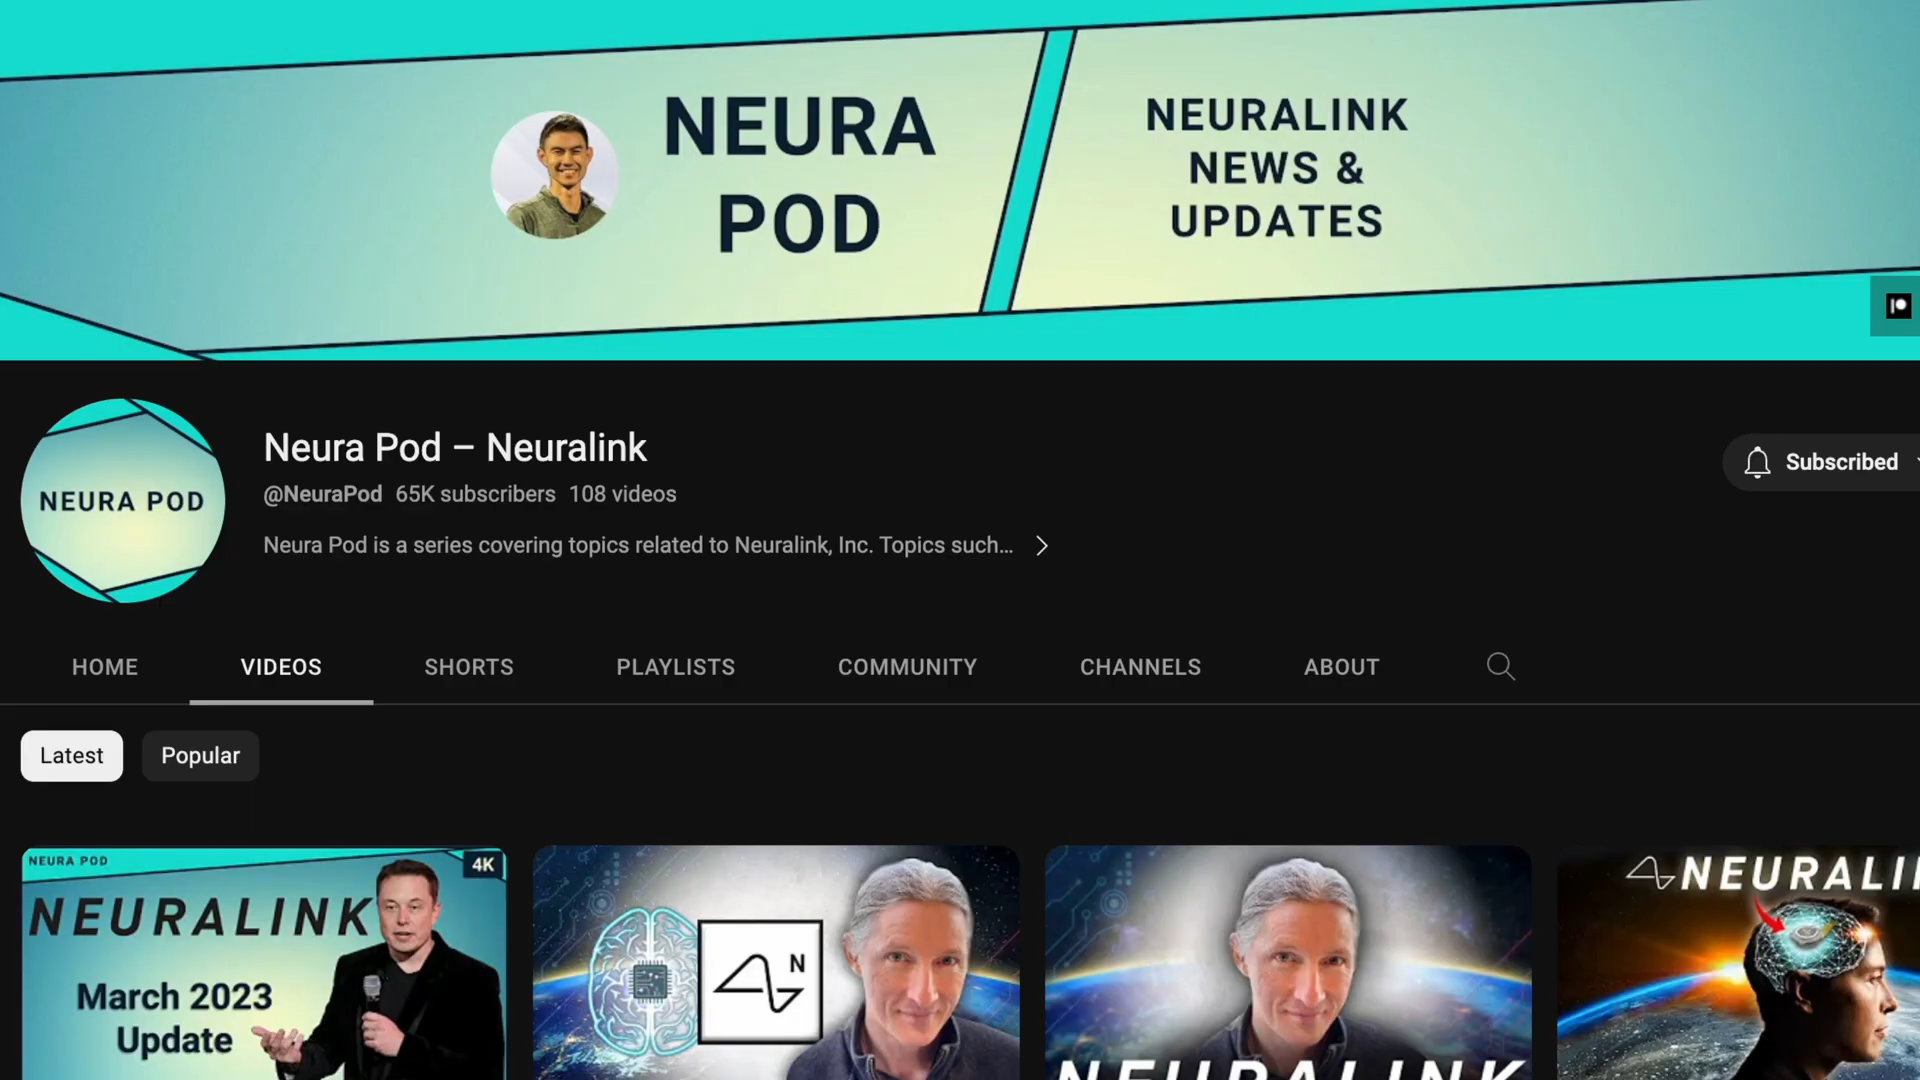 NEURA
POD
NEURALINK
NEWS &
UPDATES
NEURA POD
Neura Pod – Neuralink
@NeuraPod 65K subscribers 108 videos
Neura Pod is a series covering topics related to Neuralink, Inc. Topics such...
Subscribed
HOME VIDEOS SHORTS PLAYLISTS COMMUNITY CHANNELS ABOUT
Latest Popular
NEURA POD
4K
NEURALINK
March 2023
Update
N
NEURALINK
NEURALIN